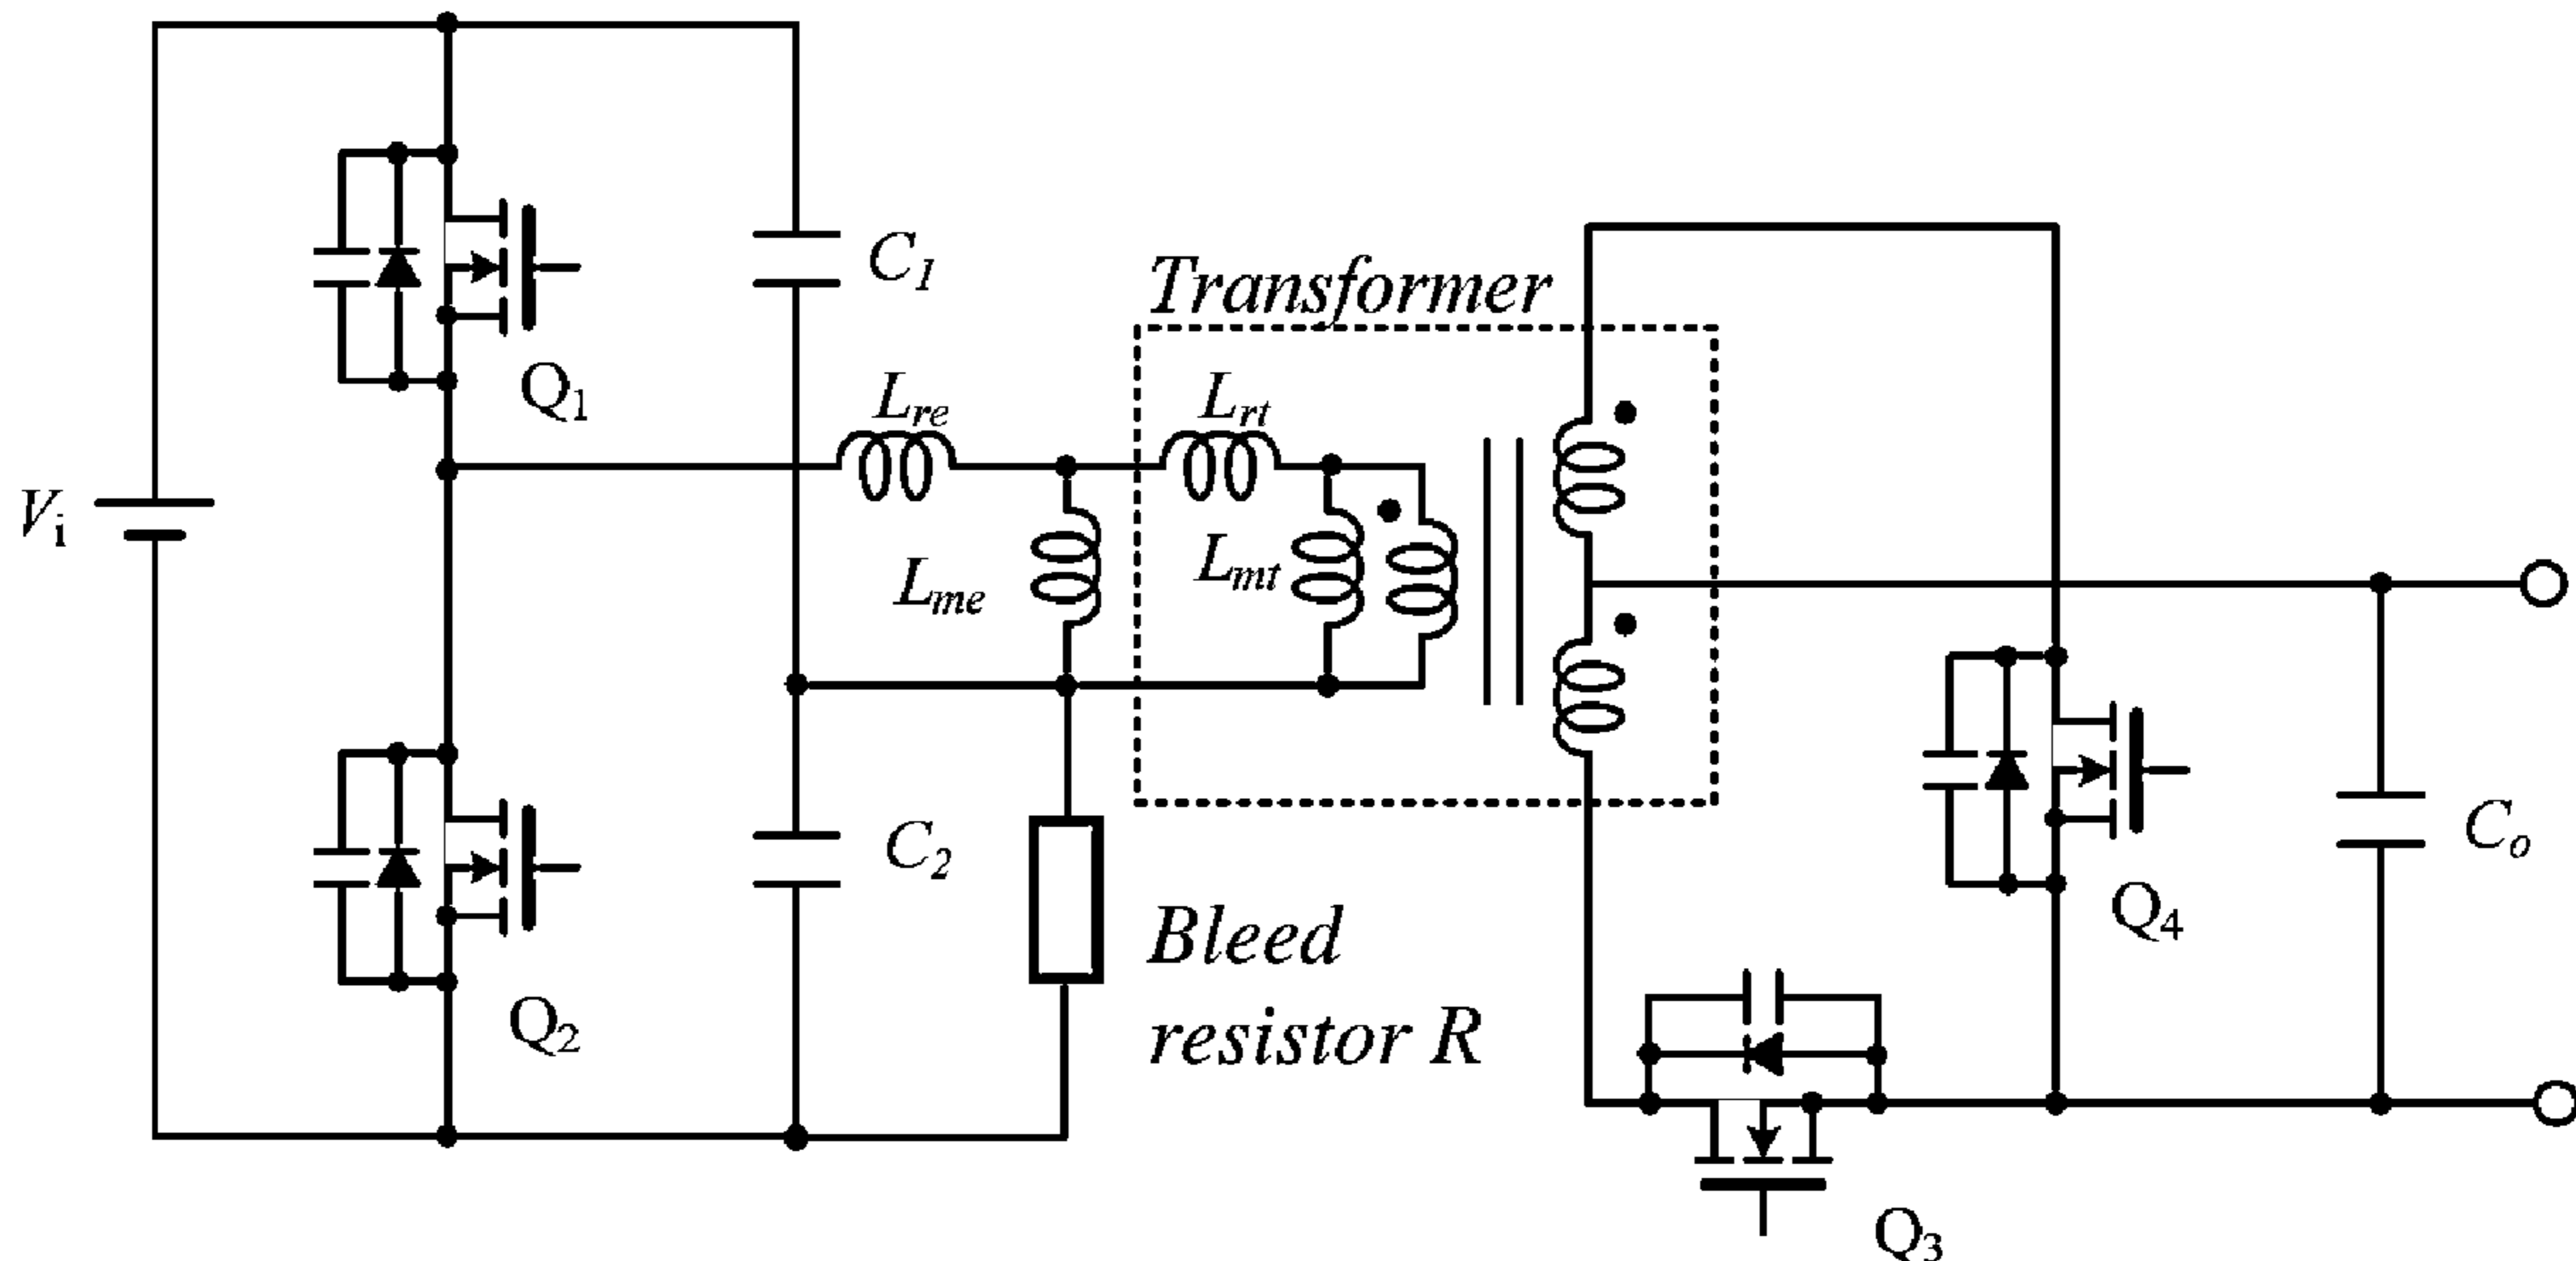 C1
Transformer
Q1
Lre
Lrt
Vi
Lme
Lmt
C2
Co
Bleed
resistor R
Q4
Q2
Q3